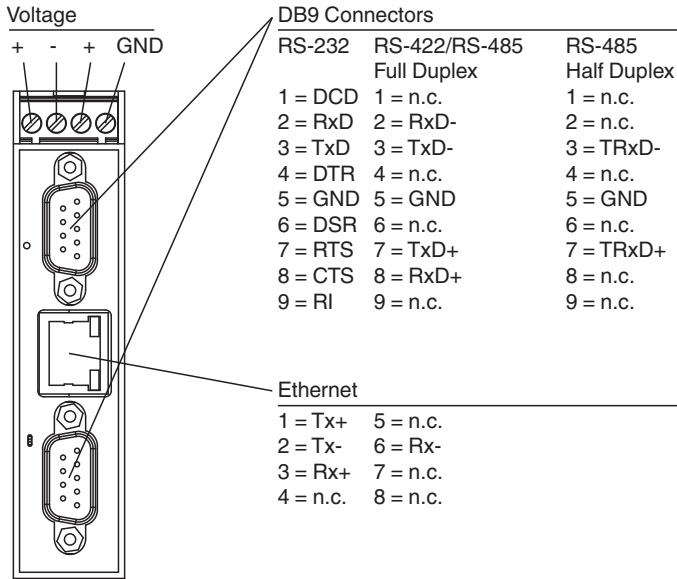 Voltage
+ - + GND
DB9 Connectors
RS-232 RS-422/RS-485 RS-485
Full Duplex Half Duplex
1 = DCD 1 = n.c. 1 = n.c.
2 = RxD 2 = RxD- 2 = n.c.
3 = TxD 3 = TxD- 3 = TRxD-
4 = DTR 4 = n.c. 4 = n.c.
5 = GND 5 = GND 5 = GND
6 = DSR 6 = n.c. 6 = n.c.
7 = RTS 7 = TxD+ 7 = TRxD+
8 = CTS 8 = RxD+ 8 = n.c.
9 = RI 9 = n.c. 9 = n.c.
Ethernet
1 = Tx+ 5 = n.c.
2 = Tx- 6 = Rx-
3 = Rx+ 7 = n.c.
4 = n.c. 8 = n.c.